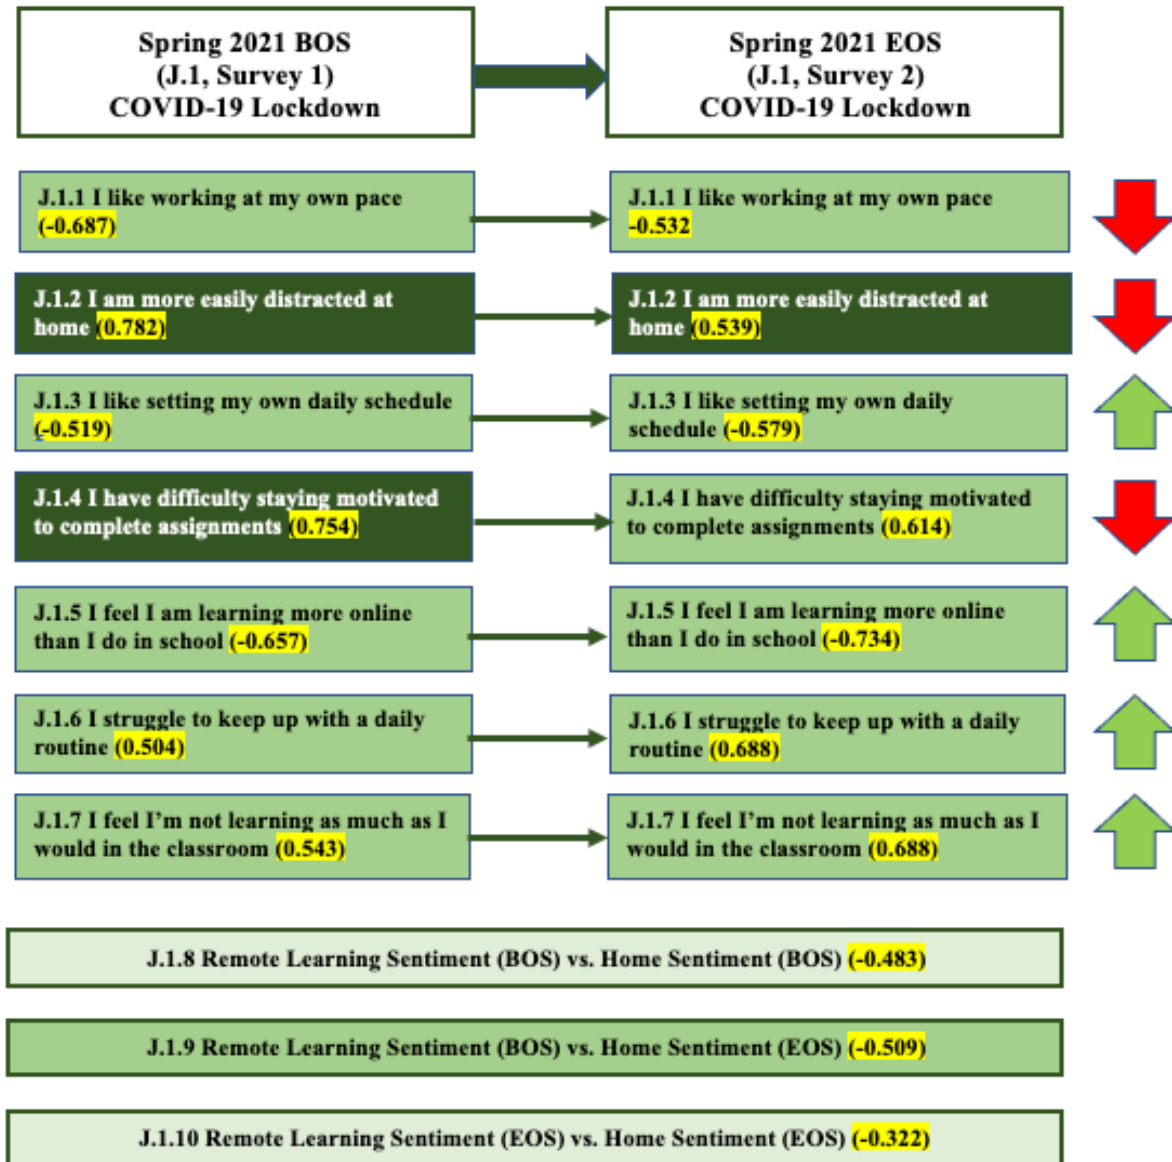 Spring 2021 BOS
(J.1, Survey 1)
COVID-19 Lockdown
Spring 2021 EOS
(J.1, Survey 2)
COVID-19 Lockdown
J.1.1 I like working at my own pace
(-0.687)
J.1.1 I like working at my own pace
-0.532
J.1.2 I am more easily distracted at
home (0.782)
J.1.2 I am more easily distracted at
home (0.539)
J.1.3 I like setting my own daily schedule
(-0.519)
J.1.3 I like setting my own daily
schedule (-0.579)
J.1.4 I have difficulty staying motivated
to complete assignments (0.754)
J.1.4 I have difficulty staying motivated
to complete assignments (0.614)
J.1.5 I feel I am learning more online
than I do in school (-0.657)
J.1.5 I feel I am learning more online
than I do in school (-0.734)
J.1.6 I struggle to keep up with a daily
routine (0.504)
J.1.6 I struggle to keep up with a daily
routine (0.688)
J.1.7 I feel I’m not learning as much as I
would in the classroom (0.543)
J.1.7 I feel I’m not learning as much as I
would in the classroom (0.688)
J.1.8 Remote Learning Sentiment (BOS) vs. Home Sentiment (BOS) (-0.483)
J.1.9 Remote Learning Sentiment (BOS) vs. Home Sentiment (EOS) (-0.509)
J.1.10 Remote Learning Sentiment (EOS) vs. Home Sentiment (EOS) (-0.322)